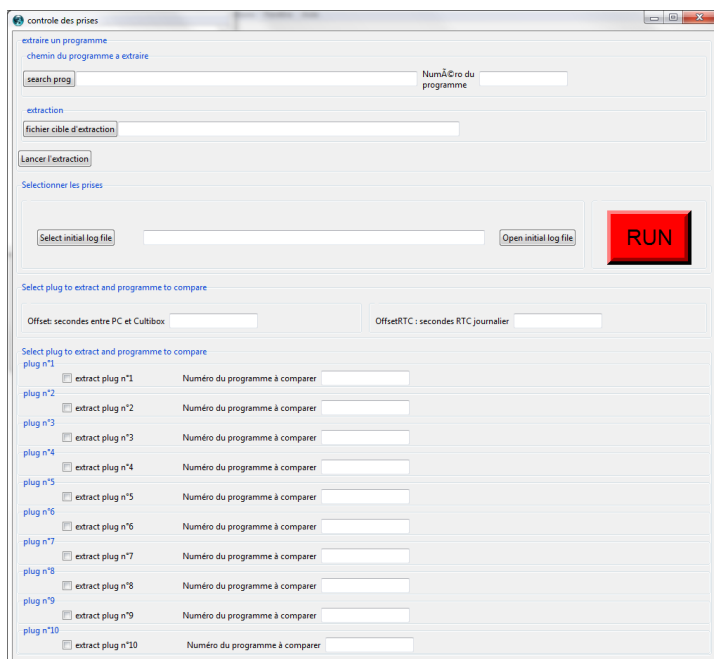 controle des prises
extraire un programme
chemin du programme a extraire
search prog
NumÃ©ro du
programme
extraction
fichier cible d'extraction
Lancer l'extraction
Selectionner les prises
Select initial log file
Open initial log file
RUN
Select plug to extract and programme to compare
Offset: secondes entre PC et Cultibox
OffsetRTC : secondes RTC journalier
Select plug to extract and programme to compare
plug n°1
extract plug n°1 Numéro du programme à comparer
plug n°2
extract plug n°2 Numéro du programme à comparer
plug n°3
extract plug n°3 Numéro du programme à comparer
plug n°4
extract plug n°4 Numéro du programme à comparer
plug n°5
extract plug n°5 Numéro du programme à comparer
plug n°6
extract plug n°6 Numéro du programme à comparer
plug n°7
extract plug n°7 Numéro du programme à comparer
plug n°8
extract plug n°8 Numéro du programme à comparer
plug n°9
extract plug n°9 Numéro du programme à comparer
plug n°10
extract plug n°10 Numéro du programme à comparer